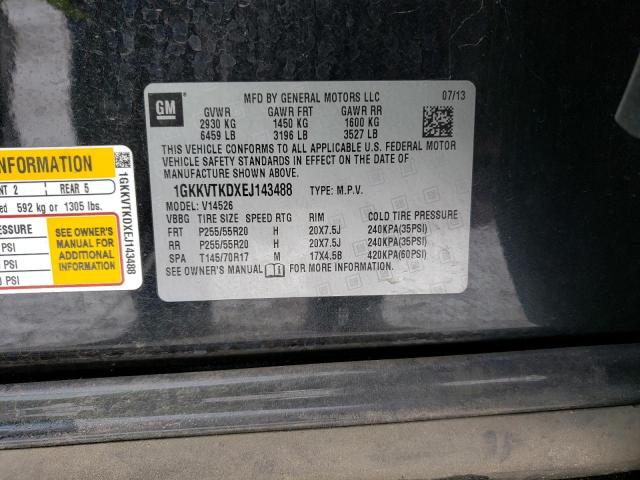 GM
MFD BY GENERAL MOTORS LLC 07/13
GVWR GAWR FRT GAWR RR
2930 KG 1450 KG 1600 KG
6459 LB 3196 LB 3527 LB
THIS VEHICLE CONFORMS TO ALL APPLICABLE U.S. FEDERAL MOTOR
VEHICLE SAFETY STANDARDS IN EFFECT ON THE DATE OF
MANUFACTURE SHOWN ABOVE.
1GKKVTKDXEJ143488 TYPE: M.P.V.
MODEL: V14526
VBBG TIRE SIZE SPEED RTG RIM COLD TIRE PRESSURE
FRT P255/55R20 H 20X7.5J 240KPA(35PSI)
RR P255/55R20 H 20X7.5J 240KPA(35PSI)
SPA T145/70R17 M 17X4.5B 420KPA(60PSI)
SEE OWNER'S MANUAL FOR MORE INFORMATION
INFORMATION
2 REAR 5
592 kg or 1305 lbs.
SEE OWNER'S
MANUAL FOR
ADDITIONAL
INFORMATION
PSI
PSI
PSI
1GKKVTKDXEJ143488